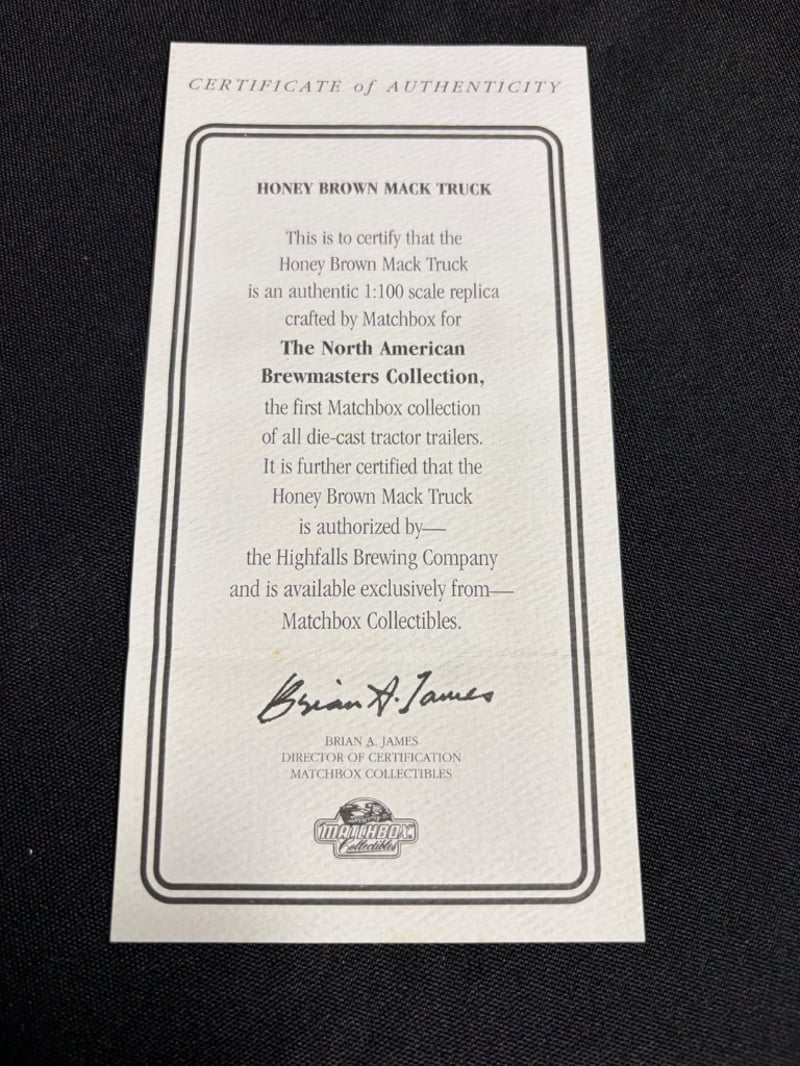 CERTIFICATE of AUTHENTICITY
HONEY BROWN MACK TRUCK
This is to certify that the
Honey Brown Mack Truck
is an authentic 1:100 scale replica
crafted by Matchbox for
The North American
Brewmasters Collection,
the first Matchbox collection
of all die-cast tractor trailers.
It is further certified that the
Honey Brown Mack Truck
is authorized by—
the Highfalls Brewing Company
and is available exclusively from—
Matchbox Collectibles.
Brian A. James
BRIAN A. JAMES
DIRECTOR OF CERTIFICATION
MATCHBOX COLLECTIBLES
MATCHBOX
Collectibles